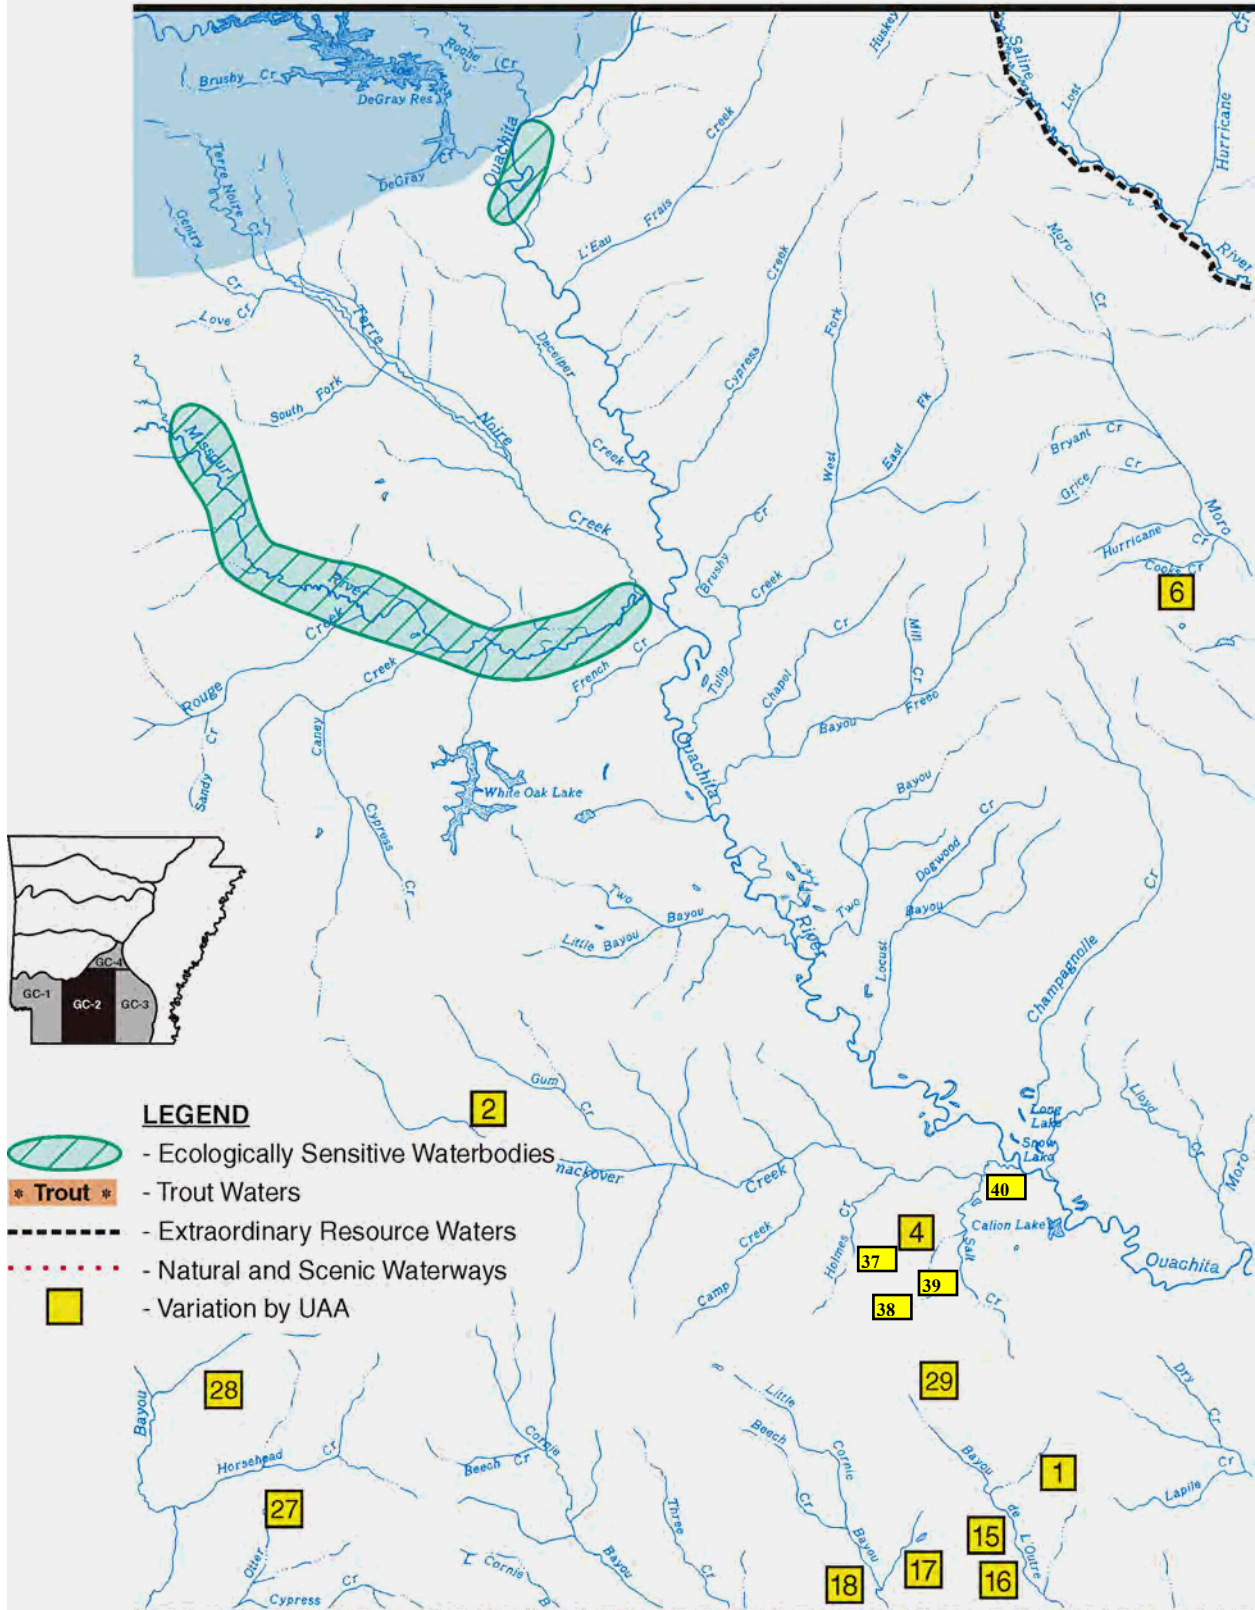 Huskey
Saline
Cr
Roche
Cr
Brushy Cr
DeGray Res
Lost
Hurricane
Ouachita
Creek
Cr
DeGray
Terre Noire Cr
Gentry
Cr
Frais
L'Eau
Moro
Cr
River
Creek
Love Cr
Terre
Deceiper
Fork
Cypress
South Fork
Noire
Creek
Missouri
West
East Fk
Bryant Cr
Grice Cr
Moro
Creek
Cr
Brushy
Creek
Hurricane Cr
Cooks Cr
6
River
Creek
Creek
French Cr
Tulip
Chapel Cr
Mill Cr
Bayou Freeo
Rouge
Sandy Cr
Caney
Ouachita
White Oak Lake
Bayou
Cypress
Cr
Dogwood Cr
Two
Bayou
Little Bayou
River
Two
Bayou
Locust
Cr
Champagnolle
GC-4
GC-1
GC-2
GC-3
Gum
Cr
2
Long Lake
Snow Lake
Lloyd
Cr
Moro
LEGEND
- Ecologically Sensitive Waterbodies
* Trout * - Trout Waters
- Extraordinary Resource Waters
- Natural and Scenic Waterways
- Variation by UAA
nackover
Creek
40
Calion Lake
Ouachita
Holmes Cr
4
37
39
38
Salt
Cr
Camp Creek
28
29
Bayou
Horsehead Cr
27
Otter
Cypress Cr
Cornie
Beech Cr
Cornie B
Bayou
Three
Cr
Little
Cornie
Bayou
Beech
Cr
18
17
Bayou
de
L'Outre
15
16
1
Dry
Cr
Lapile
Cr